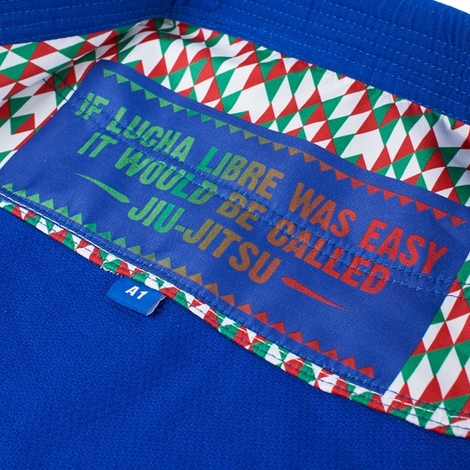 IF LUCHA LIBRE WAS EASY
IT WOULD BE CALLED
JIU-JITSU
A1